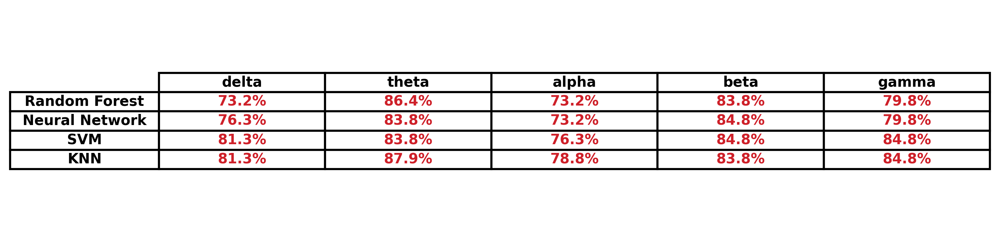 delta theta alpha beta gamma
Random Forest 73.2% 86.4% 73.2% 83.8% 79.8%
Neural Network 76.3% 83.8% 73.2% 84.8% 79.8%
SVM 81.3% 83.8% 76.3% 84.8% 84.8%
KNN 81.3% 87.9% 78.8% 83.8% 84.8%